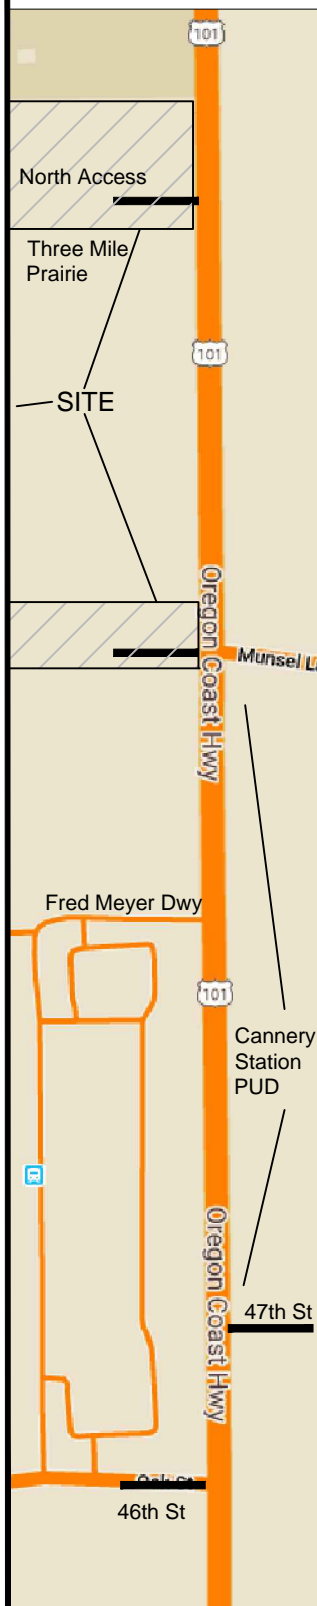 101
North Access
Three Mile
Prairie
101
SITE
Oregon Coast Hwy
Munsel L
Fred Meyer Dwy
101
Cannery
Station
PUD
Oregon Coast Hwy
47th St
46th St